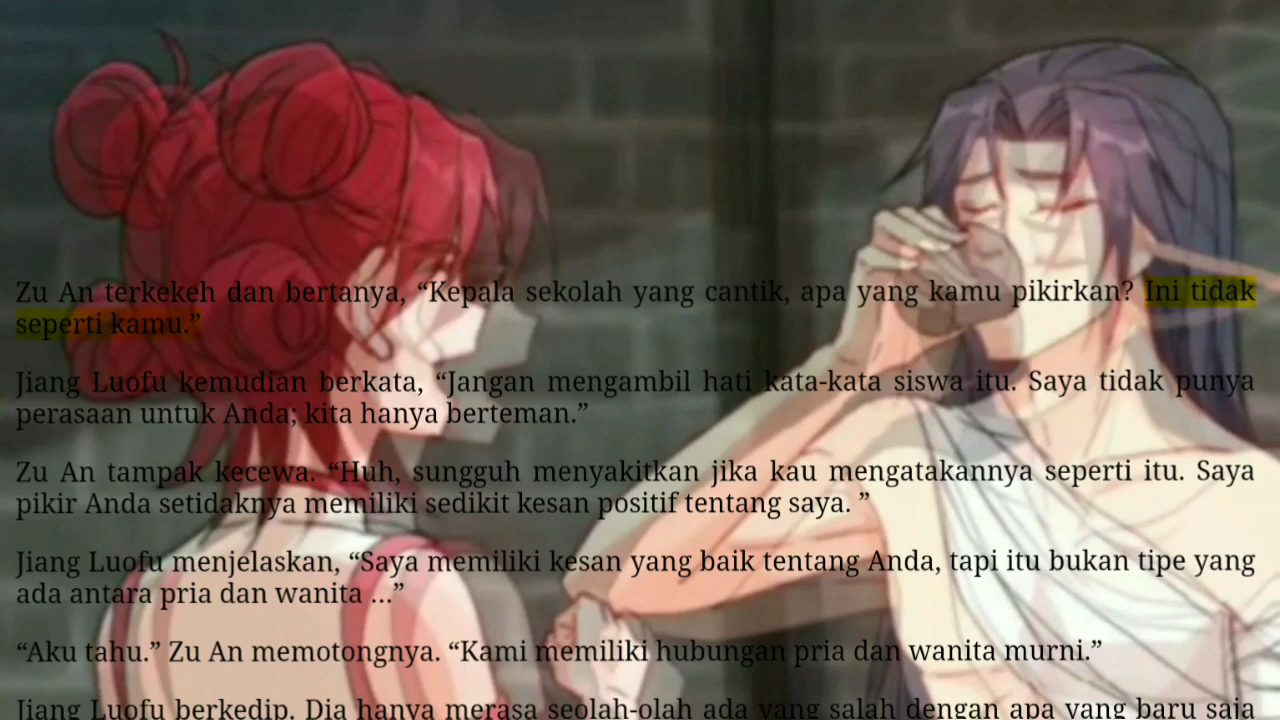 Zu An terkekeh dan bertanya, “Kepala sekolah yang cantik, apa yang kamu pikirkan? Ini tidak
seperti kamu.”
Jiang Luofu kemudian berkata, “Jangan mengambil hati kata-kata siswa itu. Saya tidak punya
perasaan untuk Anda; kita hanya berteman.”
Zu An tampak kecewa. “Huh, sungguh menyakitkan jika kau mengatakannya seperti itu. Saya
pikir Anda setidaknya memiliki sedikit kesan positif tentang saya. ”
Jiang Luofu menjelaskan, “Saya memiliki kesan yang baik tentang Anda, tapi itu bukan tipe yang
ada antara pria dan wanita ...”
“Aku tahu.” Zu An memotongnya. “Kami memiliki hubungan pria dan wanita murni.”
Jiang Luofu berkedip. Dia hanya merasa seolah-olah ada yang salah dengan apa yang baru saja